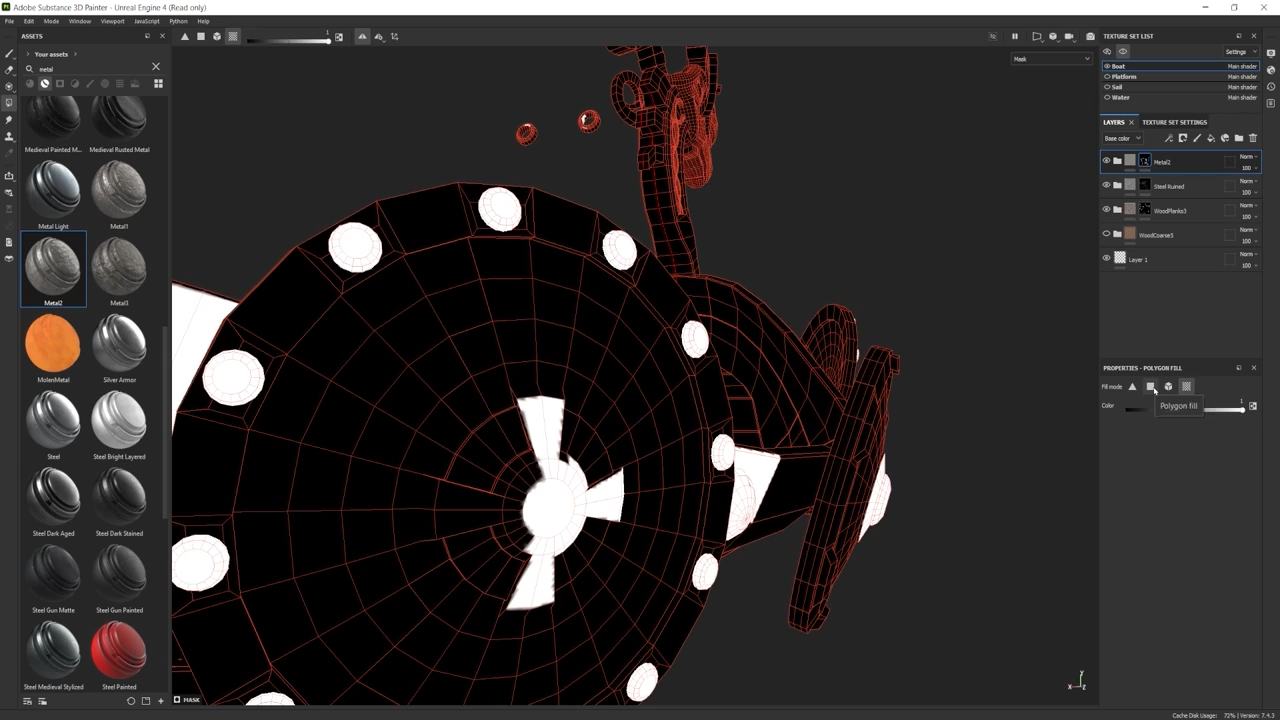 Adobe Substance 3D Painter - Unreal Engine 4 (Read only)
File Edit Mode Window Viewport JavaScript Python Help
ASSETS
Your assets
metal
Medieval Painted M...
Medieval Rusted Metal
Metal Light
Metal1
Metal2
Metal3
MolenMetal
Silver Armor
Steel
Steel Bright Layered
Steel Dark Aged
Steel Dark Stained
Steel Gun Matte
Steel Gun Painted
Steel Medieval Stylized
Steel Painted
1
Mask
MASK
Y
X
Z
TEXTURE SET LIST
Settings
Boat Main shader
Platform Main shader
Sail Main shader
Water Main shader
LAYERS
TEXTURE SET SETTINGS
Base color
Metal2 Norm
100
Steel Ruined Norm
100
WoodPlanks3 Norm
100
WoodCoarse5 Norm
100
Layer 1 Norm
100
PROPERTIES - POLYGON FILL
Fill mode
Color 1
Polygon fill
Cache Disk Usage: 72% | Version: 7.4.3